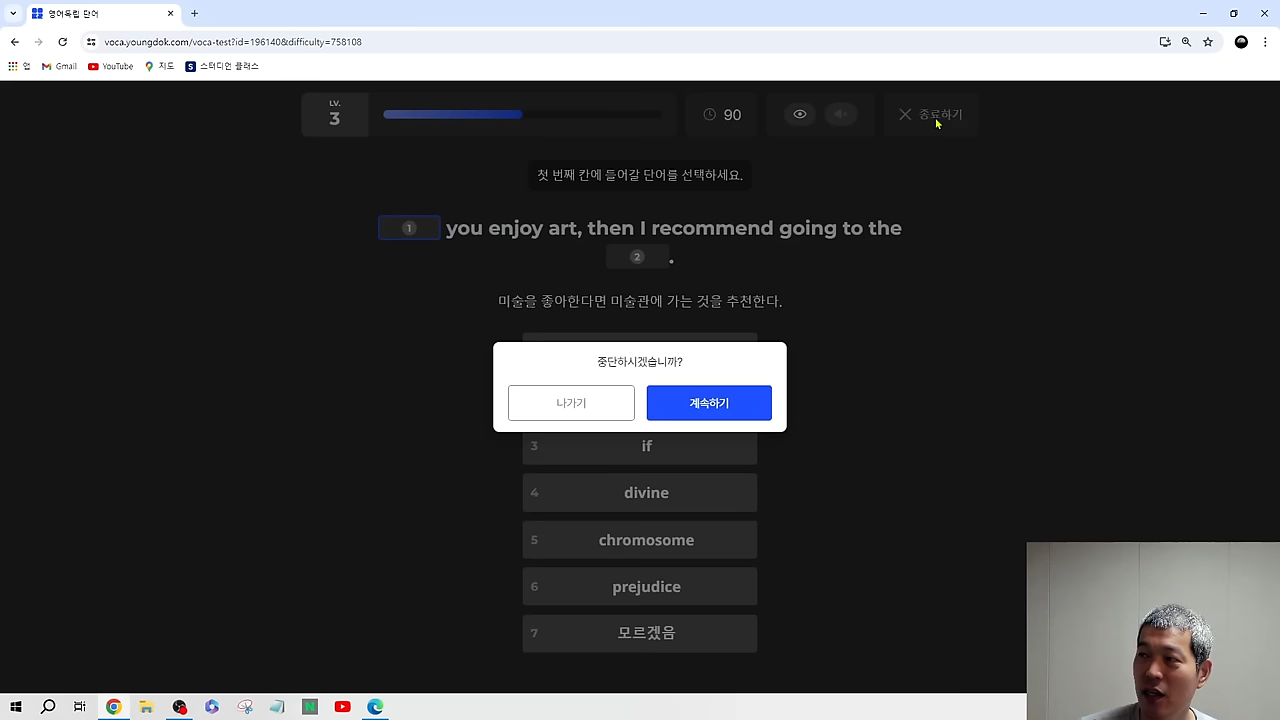 영어독립 단어
voca.youngdok.com/voca-test?id=196140&difficulty=758108
앱
Gmail
YouTube
지도
S
스터디언 클래스
LV.
3
90
종료하기
첫 번째 칸에 들어갈 단어를 선택하세요.
1 you enjoy art, then I recommend going to the
2 .
미술을 좋아한다면 미술관에 가는 것을 추천한다.
중단하시겠습니까?
나가기
계속하기
3 if
4 divine
5 chromosome
6 prejudice
7 모르겠음
N